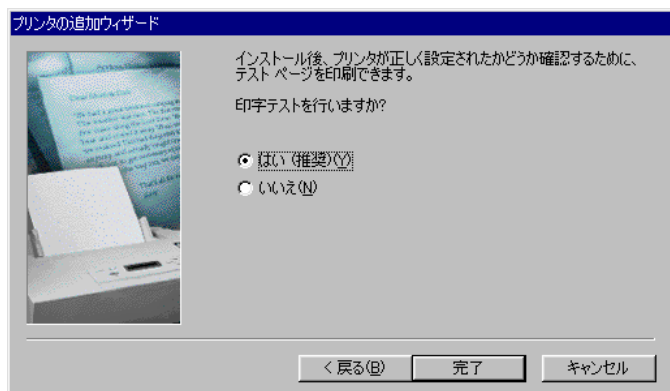 プリンタの追加ウィザード
インストール後、プリンタが正しく設定されたかどうか確認するために、
テスト ページを印刷できます。
印字テストを行いますか?
はい (推奨)(Y)
いいえ(N)
< 戻る(B)
完了
キャンセル